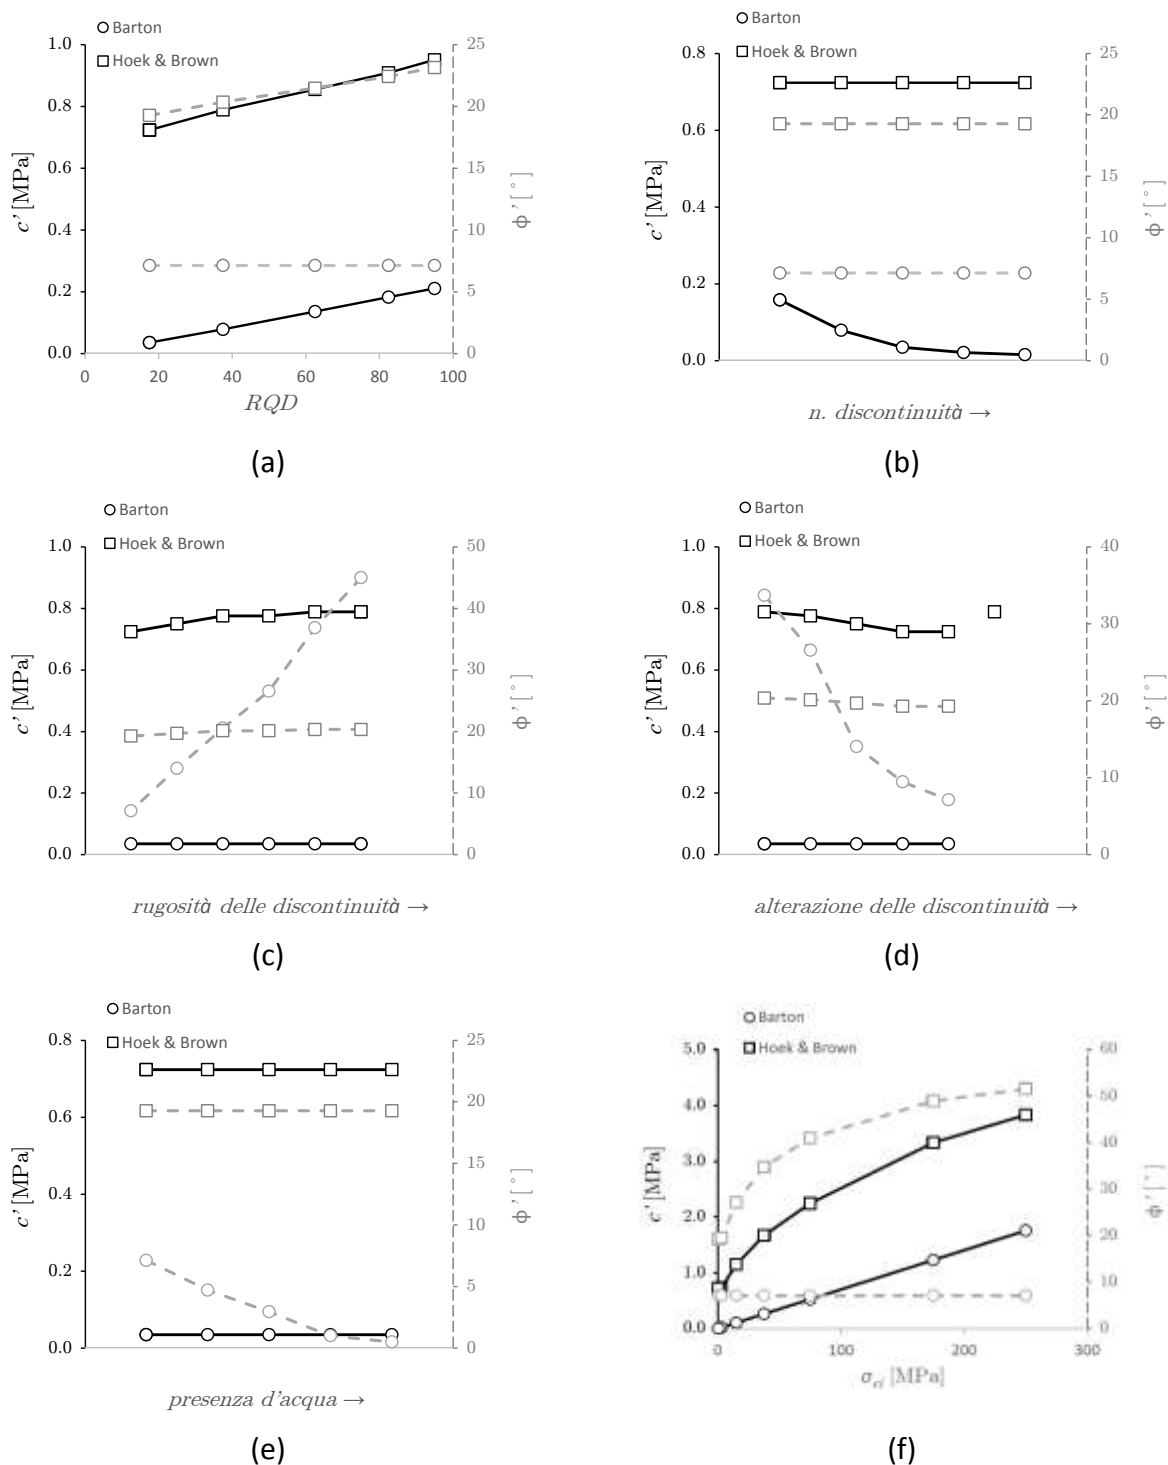 Barton
Hoek & Brown
1.0
0.8
0.6
0.4
0.2
0.0
c' [MPa]
25
20
15
10
5
0
ϕ' [°]
0 20 40 60 80 100
RQD
(a)
Barton
Hoek & Brown
0.8
0.6
0.4
0.2
0.0
c' [MPa]
25
20
15
10
5
0
ϕ' [°]
n. discontinuità →
(b)
Barton
Hoek & Brown
1.0
0.8
0.6
0.4
0.2
0.0
c' [MPa]
50
40
30
20
10
0
ϕ' [°]
rugosità delle discontinuità →
(c)
Barton
Hoek & Brown
1.0
0.8
0.6
0.4
0.2
0.0
c' [MPa]
40
30
20
10
0
ϕ' [°]
alterazione delle discontinuità →
(d)
Barton
Hoek & Brown
0.8
0.6
0.4
0.2
0.0
c' [MPa]
25
20
15
10
5
0
ϕ' [°]
presenza d'acqua →
(e)
Barton
Hoek & Brown
5.0
4.0
3.0
2.0
1.0
0.0
c' [MPa]
60
50
40
30
20
10
0
ϕ' [°]
0 100 200 300
σci [MPa]
(f)